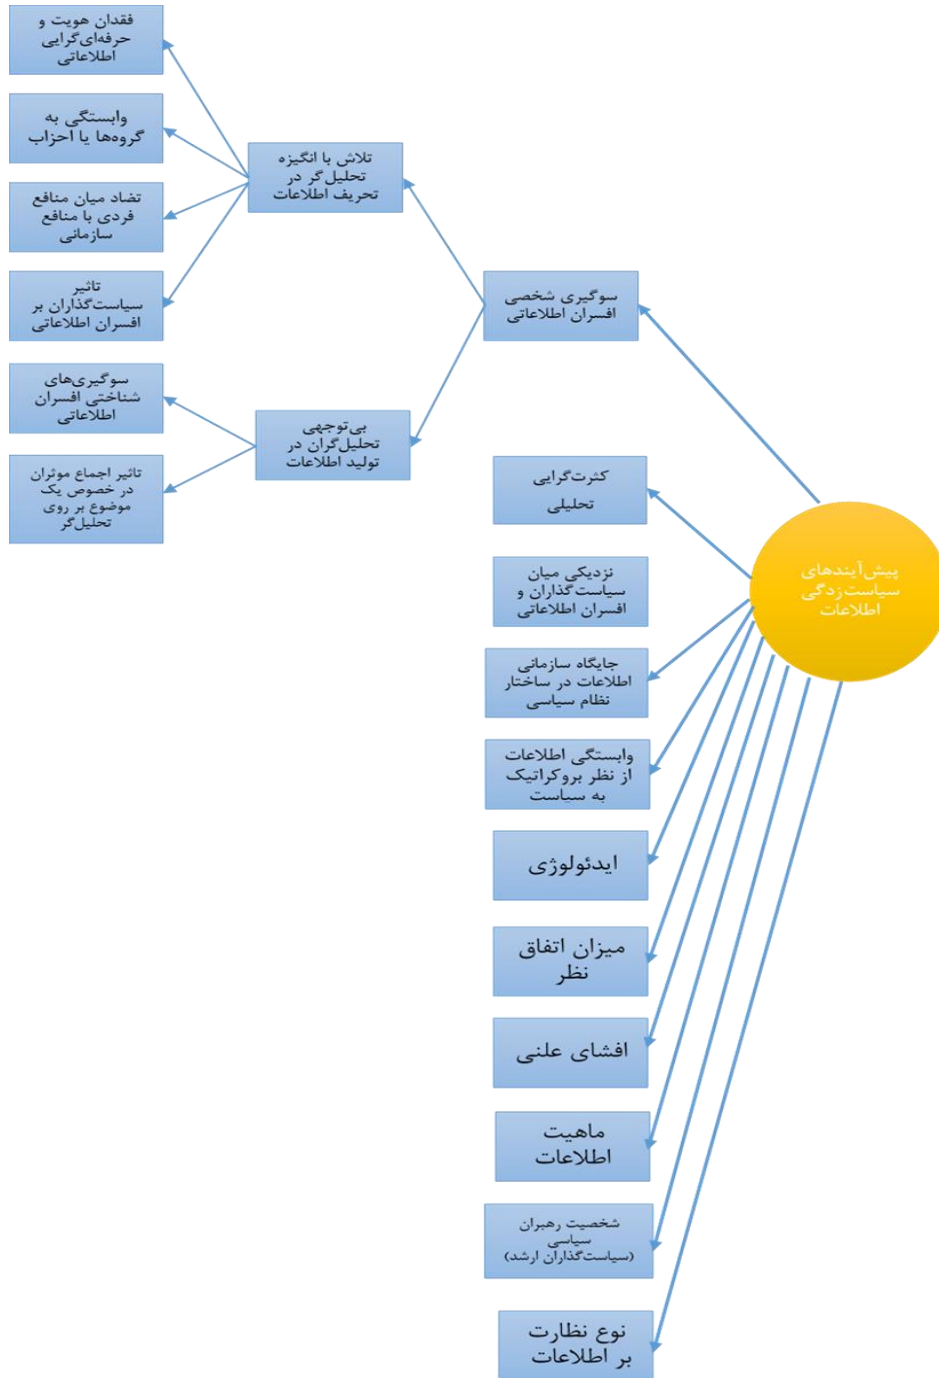 پیش‌آیندهای
سیاست‌زدگی
اطلاعات
سوگیری شخصی
افسران اطلاعاتی
تلاش با انگیزه
تحلیل‌گر در
تحریف اطلاعات
فقدان هویت و
حرفه‌ای‌گرایی
اطلاعاتی
وابستگی به
گروه‌ها یا احزاب
تضاد میان منافع
فردی با منافع
سازمانی
تاثیر
سیاست‌گذاران بر
افسران اطلاعاتی
بی‌توجهی
تحلیل‌گران در
تولید اطلاعات
سوگیری‌های
شناختی افسران
اطلاعاتی
تاثیر اجماع موثران
در خصوص یک
موضوع بر روی
تحلیل‌گر
کثرت‌گرایی
تحلیلی
نزدیکی میان
سیاست‌گذاران و
افسران اطلاعاتی
جایگاه سازمانی
اطلاعات در ساختار
نظام سیاسی
وابستگی اطلاعات
از نظر بروکراتیک
به سیاست
ایدئولوژی
میزان اتفاق
نظر
افشای علنی
ماهیت
اطلاعات
شخصیت رهبران
سیاسی
(سیاست‌گذاران ارشد)
نوع نظارت
بر اطلاعات